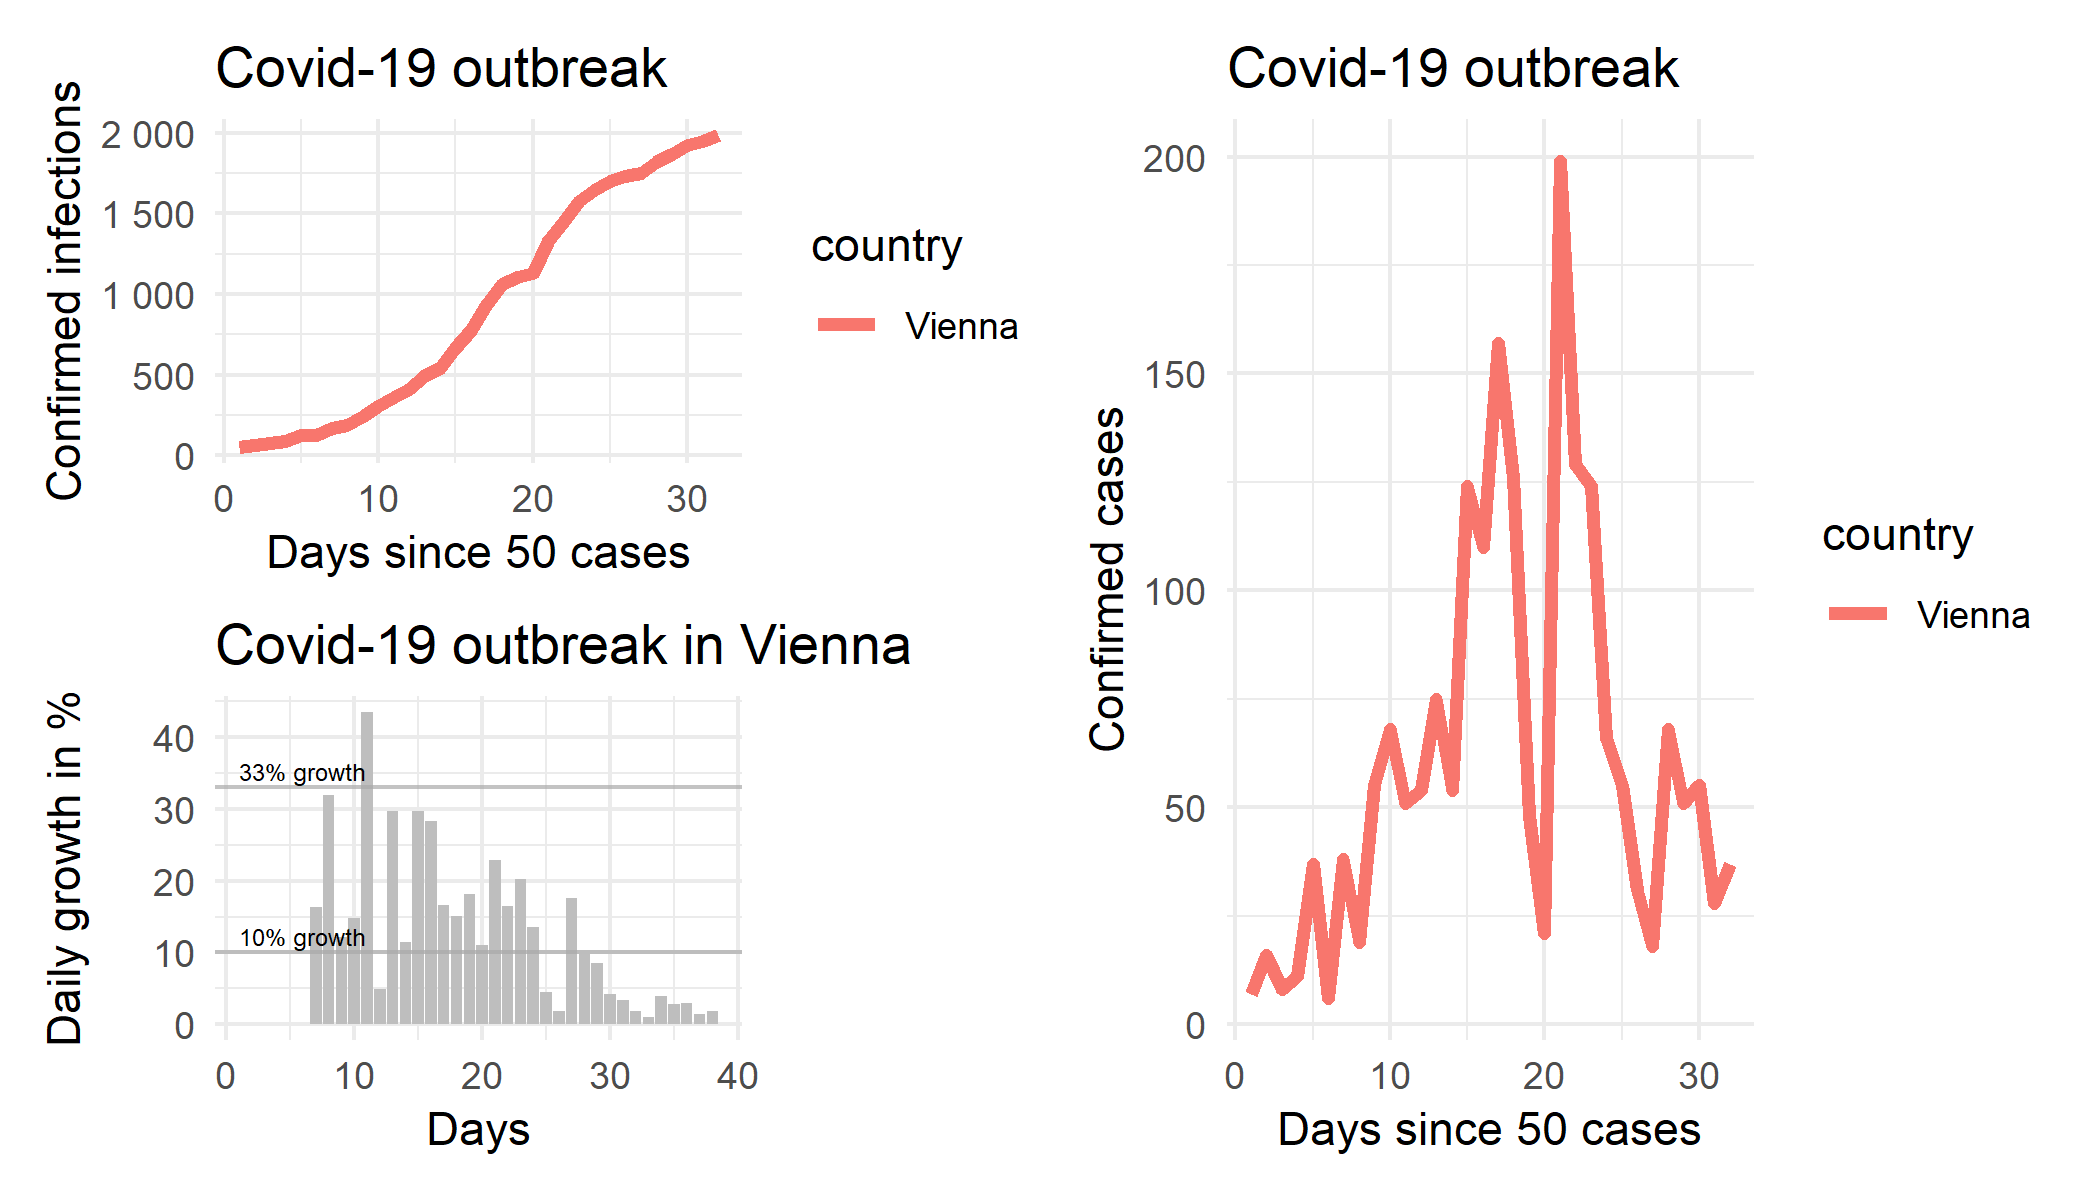 Covid-19 outbreak
Confirmed infections
2 000
1 500
1 000
500
0
0 10 20 30
Days since 50 cases
country
Vienna
Covid-19 outbreak in Vienna
Daily growth in %
40
30
20
10
0
33% growth
10% growth
0 10 20 30 40
Days
Covid-19 outbreak
Confirmed cases
200
150
100
50
0
0 10 20 30
Days since 50 cases
country
Vienna